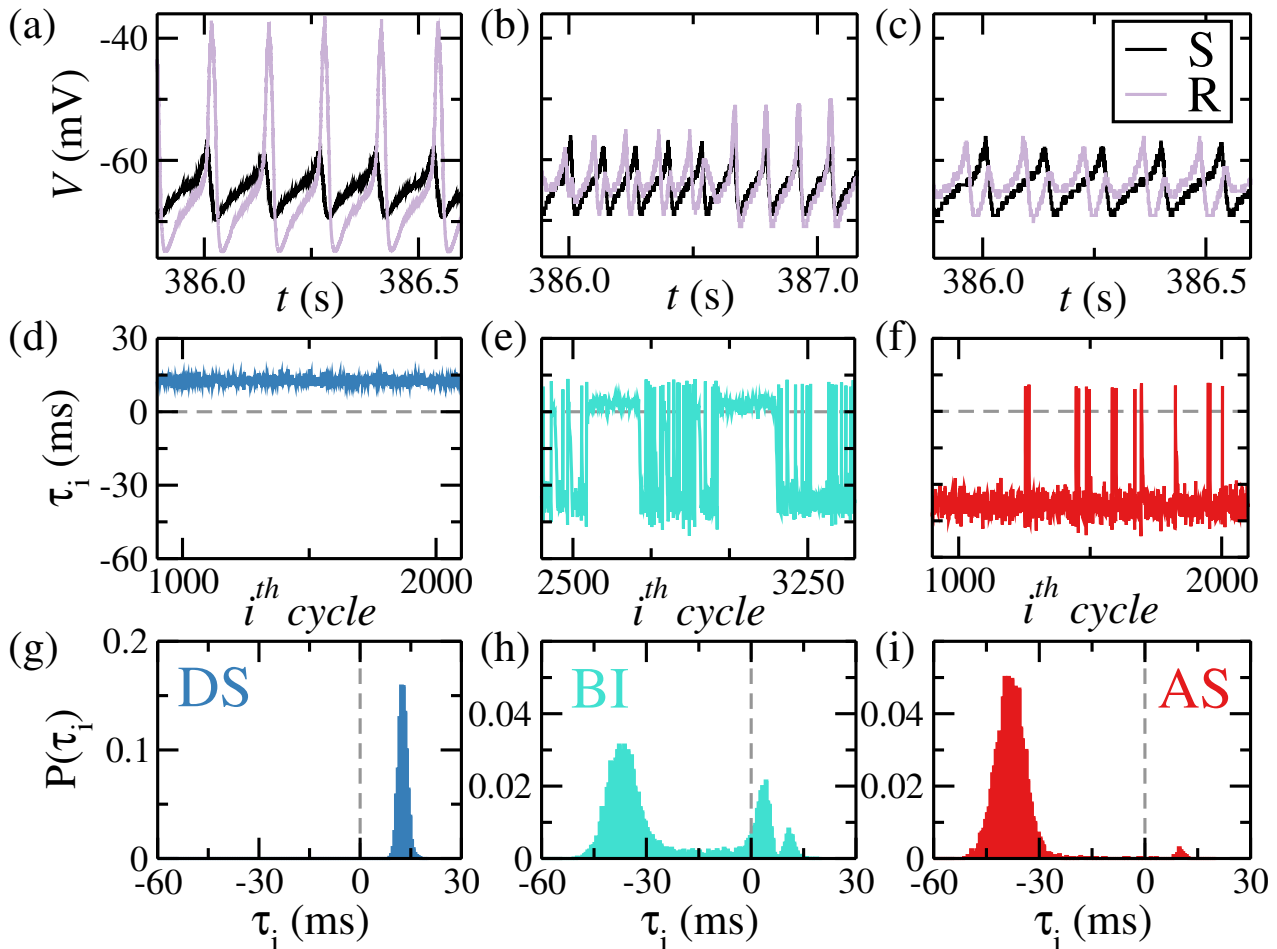 (a)
(b)
(c)
-40
-60
V (mV)
S
R
386.0
386.5
t (s)
386.0
387.0
t (s)
386.0
386.5
t (s)
(d)
(e)
(f)
30
0
-30
-60
τi (ms)
1000
2000
ith cycle
2500
3250
ith cycle
1000
2000
ith cycle
(g)
(h)
(i)
DS
BI
AS
0.2
0.1
0
P(τi)
0.04
0.02
0
0.04
0.02
0
-60
-30
0
30
τi (ms)
-60
-30
0
30
τi (ms)
-60
-30
0
30
τi (ms)